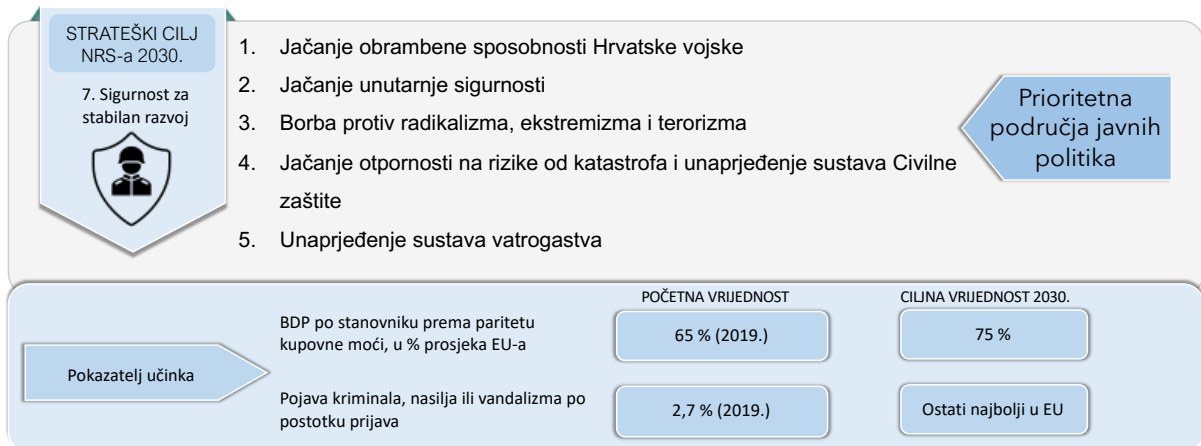 STRATEŠKI CILJ
NRS-a 2030.
7. Sigurnost za
stabilan razvoj
1. Jačanje obrambene sposobnosti Hrvatske vojske
2. Jačanje unutarnje sigurnosti
3. Borba protiv radikalizma, ekstremizma i terorizma
4. Jačanje otpornosti na rizike od katastrofa i unaprjeđenje sustava Civilne
zaštite
5. Unaprjeđenje sustava vatrogastva
Prioritetna
područja javnih
politika
Pokazatelj učinka
POČETNA VRIJEDNOST
CILJNA VRIJEDNOST 2030.
BDP po stanovniku prema paritetu
kupovne moći, u % prosjeka EU-a
65 % (2019.)
75 %
Pojava kriminala, nasilja ili vandalizma po
postotku prijava
2,7 % (2019.)
Ostati najbolji u EU